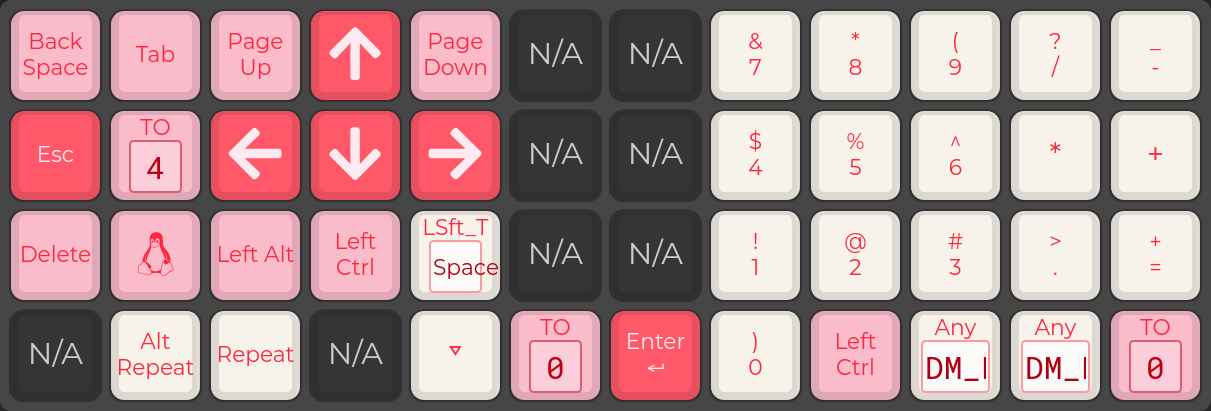 Back
Space
Tab
Page
Up
Page
Down
N/A
N/A
&
7
*
8
(
9
?
/
_
-
Esc
TO
4
N/A
N/A
$
4
%
5
^
6
*
+
Delete
Left Alt
Left
Ctrl
LSft_T
Space
N/A
N/A
!
1
@
2
#
3
>
.
+
=
N/A
Alt
Repeat
Repeat
N/A
TO
0
Enter
)
0
Left
Ctrl
Any
DM_
Any
DM_
TO
0